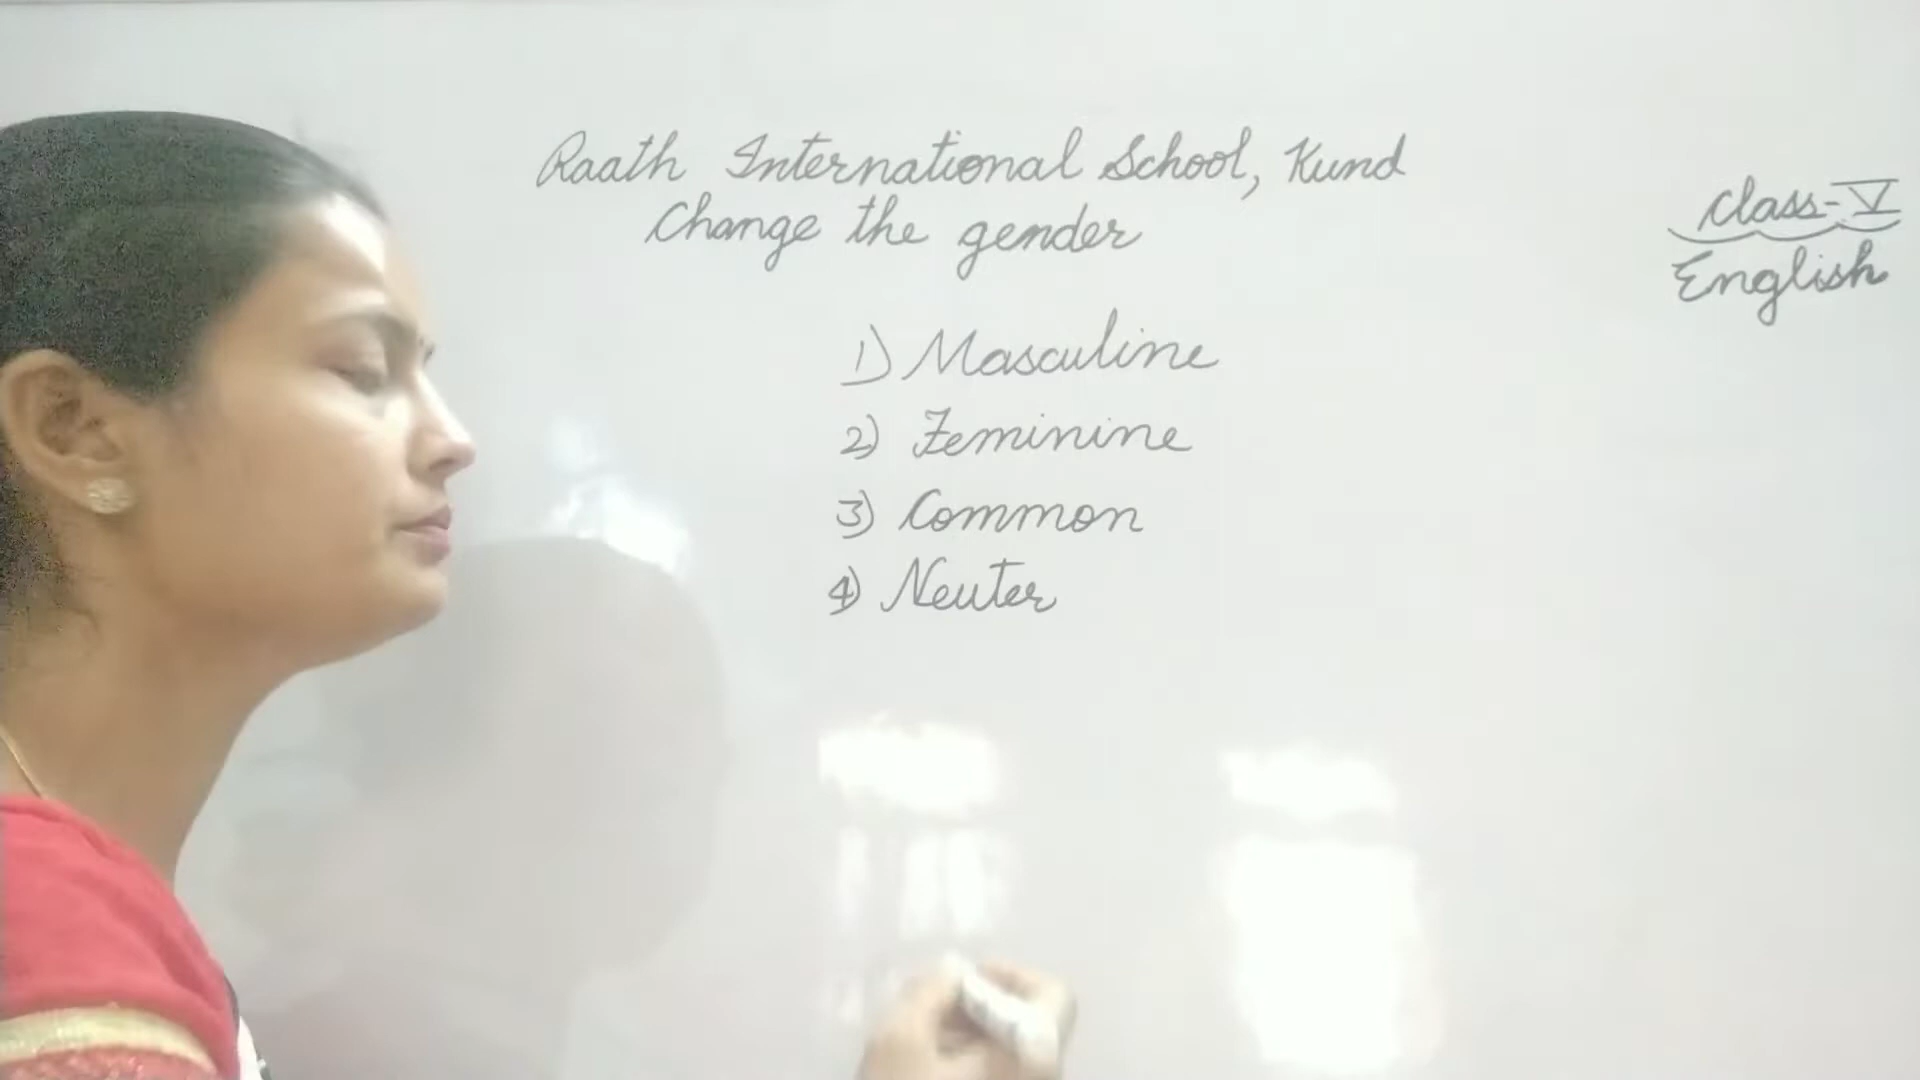 Raath International School, Kund
Change the gender
Class-V
English
1) Masculine
2) Feminine
3) Common
4) Neuter